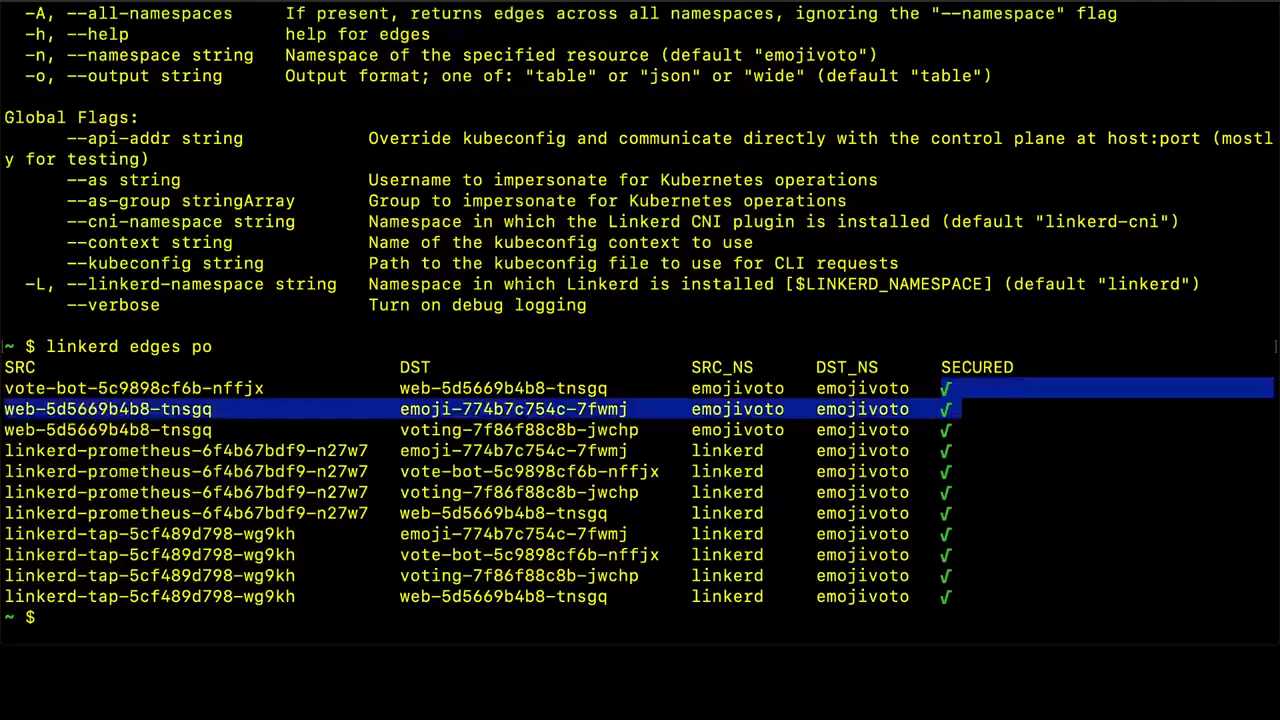 -A, --all-namespaces     If present, returns edges across all namespaces, ignoring the "--namespace" flag
-h, --help               help for edges
-n, --namespace string   Namespace of the specified resource (default "emojivoto")
-o, --output string      Output format; one of: "table" or "json" or "wide" (default "table")
Global Flags:
--api-addr string            Override kubeconfig and communicate directly with the control plane at host:port (mostl
y for testing)
--as string                  Username to impersonate for Kubernetes operations
--as-group stringArray       Group to impersonate for Kubernetes operations
--cni-namespace string       Namespace in which the Linkerd CNI plugin is installed (default "linkerd-cni")
--context string             Name of the kubeconfig context to use
--kubeconfig string          Path to the kubeconfig file to use for CLI requests
-L, --linkerd-namespace string   Namespace in which Linkerd is installed [$LINKERD_NAMESPACE] (default "linkerd")
--verbose                    Turn on debug logging
~ $ linkerd edges po
SRC                                   DST                         SRC_NS      DST_NS      SECURED
vote-bot-5c9898cf6b-nffjx             web-5d5669b4b8-tnsgq        emojivoto   emojivoto   √
web-5d5669b4b8-tnsgq                  emoji-774b7c754c-7fwmj      emojivoto   emojivoto   √
web-5d5669b4b8-tnsgq                  voting-7f86f88c8b-jwchp     emojivoto   emojivoto   √
linkerd-prometheus-6f4b67bdf9-n27w7   emoji-774b7c754c-7fwmj      linkerd     emojivoto   √
linkerd-prometheus-6f4b67bdf9-n27w7   vote-bot-5c9898cf6b-nffjx   linkerd     emojivoto   √
linkerd-prometheus-6f4b67bdf9-n27w7   voting-7f86f88c8b-jwchp     linkerd     emojivoto   √
linkerd-prometheus-6f4b67bdf9-n27w7   web-5d5669b4b8-tnsgq        linkerd     emojivoto   √
linkerd-tap-5cf489d798-wg9kh          emoji-774b7c754c-7fwmj      linkerd     emojivoto   √
linkerd-tap-5cf489d798-wg9kh          vote-bot-5c9898cf6b-nffjx   linkerd     emojivoto   √
linkerd-tap-5cf489d798-wg9kh          voting-7f86f88c8b-jwchp     linkerd     emojivoto   √
linkerd-tap-5cf489d798-wg9kh          web-5d5669b4b8-tnsgq        linkerd     emojivoto   √
~ $